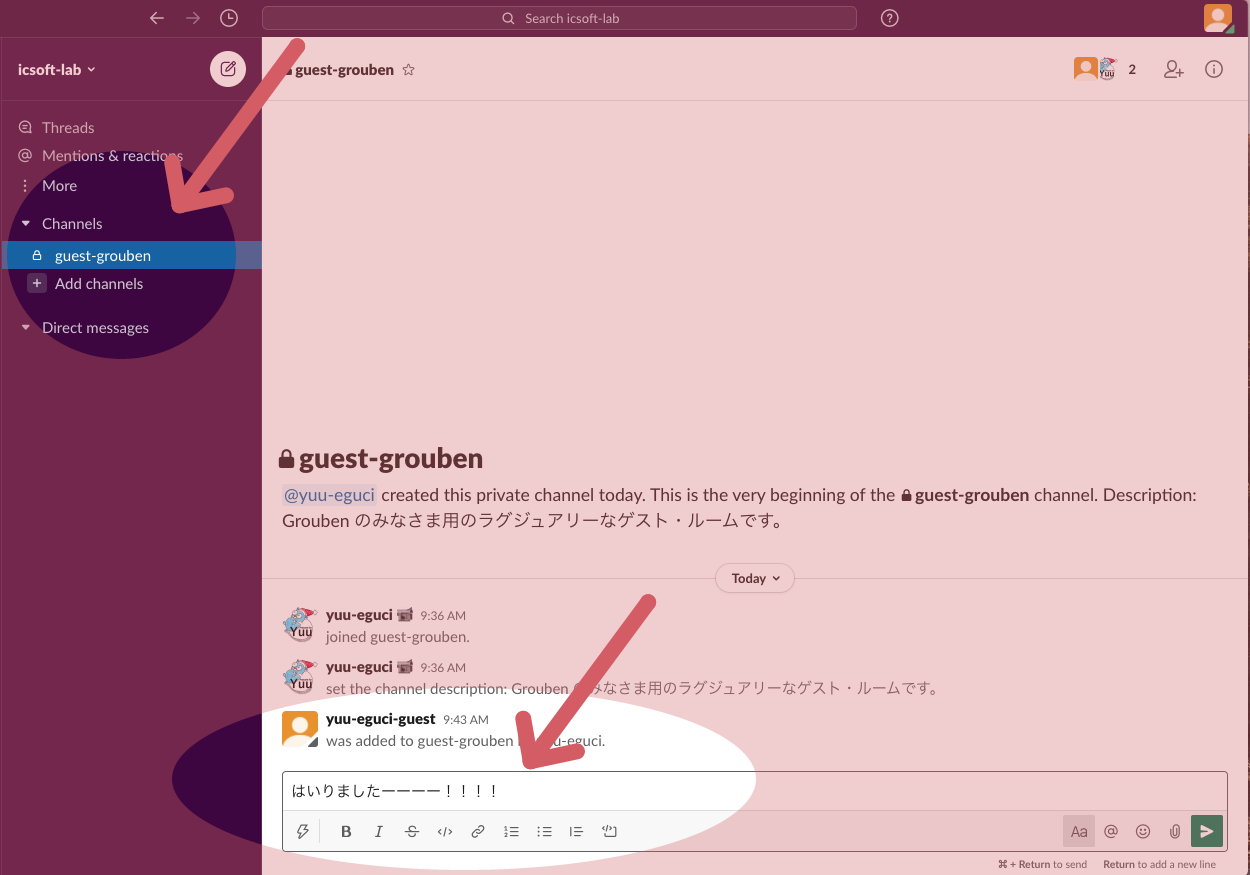 Search icsoft-lab
icsoft-lab
guest-grouben
2
Threads
Mentions & reactions
More
Channels
guest-grouben
Add channels
Direct messages
guest-grouben
@yuu-eguci created this private channel today. This is the very beginning of the guest-grouben channel. Description:
Grouben のみなさま用のラグジュアリーなゲスト・ルームです。
Today
yuu-eguci 9:36 AM
joined guest-grouben.
yuu-eguci 9:36 AM
set the channel description: Grouben のみなさま用のラグジュアリーなゲスト・ルームです。
yuu-eguci-guest 9:43 AM
was added to guest-grouben yuu-eguci.
はいりましたーーーー！！！！
B I S
Aa
⌘ + Return to send Return to add a new line